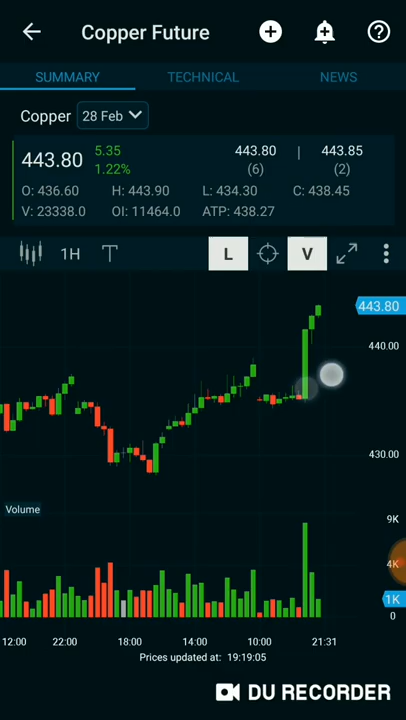 Copper Future
SUMMARY TECHNICAL NEWS
Copper 28 Feb
443.80 5.35 443.80 | 443.85
1.22% (6) (2)
O: 436.60 H: 443.90 L: 434.30 C: 438.45
V: 23338.0 OI: 11464.0 ATP: 438.27
1H T L V
443.80
440.00
430.00
Volume
9K
4K
1K
0
12:00 22:00 18:00 14:00 10:00 21:31
Prices updated at: 19:19:05
DU RECORDER